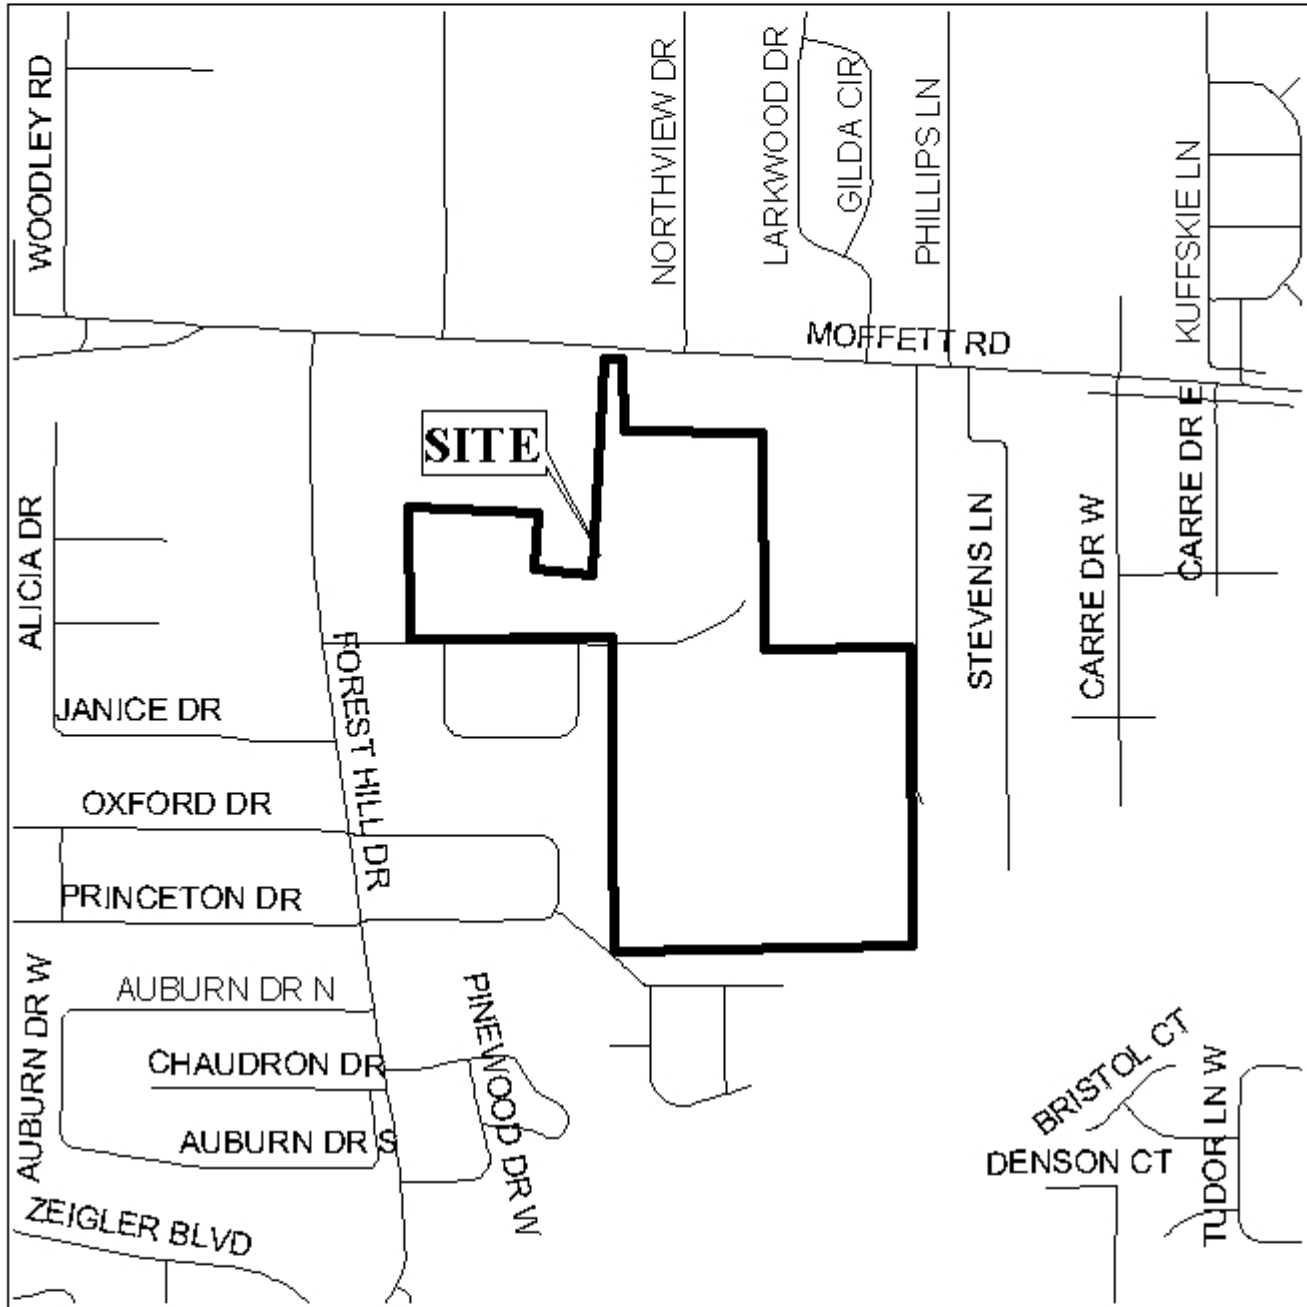 WOODLEY RD
NORTHVIEW DR
LARKWOOD DR
GILDA CIR
PHILLIPS LN
KUFFSKIE LN
MOFFETT RD
SITE
ALICIA DR
STEVENS LN
CARRE DR W
CARRE DR E
FOREST HILL DR
JANICE DR
OXFORD DR
PRINCETON DR
AUBURN DR W
AUBURN DR N
CHAUDRON DR
AUBURN DR S
PINEWOOD DR W
ZEIGLER BLVD
BRISTOL CT
DENSON CT
TUDOR LN W